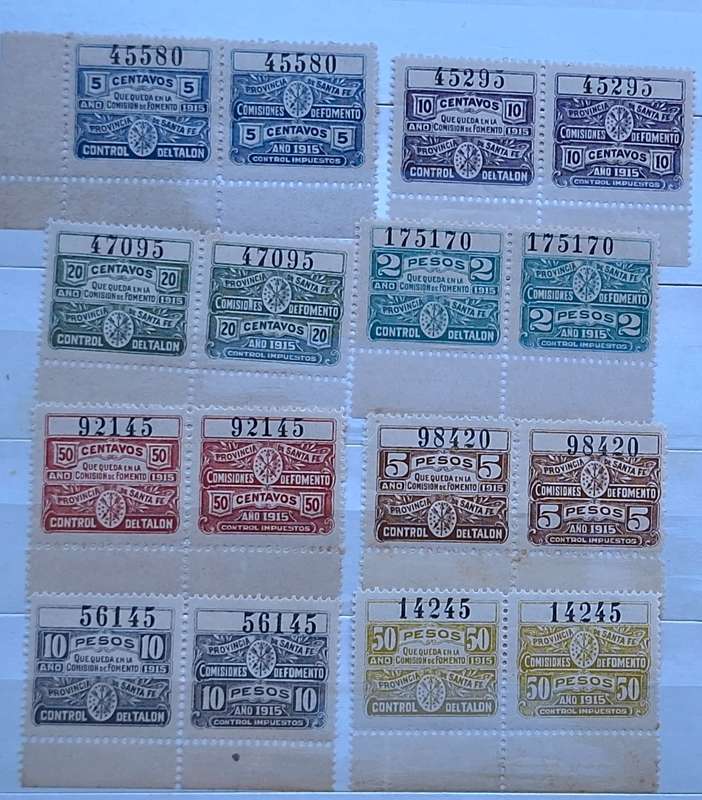 45580
5 CENTAVOS 5
QUE QUEDA EN LA
AÑO COMISION DE FOMENTO 1915
PROVINCIA DE SANTA FE
CONTROL DEL TALON
45580
PROVINCIA DE SANTA FE
COMISIONES DE FOMENTO
5 CENTAVOS 5
AÑO 1915
CONTROL IMPUESTOS
45295
10 CENTAVOS 10
QUE QUEDA EN LA
AÑO COMISION DE FOMENTO 1915
PROVINCIA DE SANTA FE
CONTROL DEL TALON
45295
PROVINCIA DE SANTA FE
COMISIONES DE FOMENTO
10 CENTAVOS 10
AÑO 1915
CONTROL IMPUESTOS
47095
20 CENTAVOS 20
QUE QUEDA EN LA
AÑO COMISION DE FOMENTO 1915
PROVINCIA DE SANTA FE
CONTROL DEL TALON
47095
PROVINCIA DE SANTA FE
COMISIONES DE FOMENTO
20 CENTAVOS 20
AÑO 1915
CONTROL IMPUESTOS
175170
2 PESOS 2
QUE QUEDA EN LA
AÑO COMISION DE FOMENTO 1915
PROVINCIA DE SANTA FE
CONTROL DEL TALON
175170
PROVINCIA DE SANTA FE
COMISIONES DE FOMENTO
2 PESOS 2
AÑO 1915
CONTROL IMPUESTOS
92145
50 CENTAVOS 50
QUE QUEDA EN LA
AÑO COMISION DE FOMENTO 1915
PROVINCIA DE SANTA FE
CONTROL DEL TALON
92145
PROVINCIA DE SANTA FE
COMISIONES DE FOMENTO
50 CENTAVOS 50
AÑO 1915
CONTROL IMPUESTOS
98420
5 PESOS 5
QUE QUEDA EN LA
AÑO COMISION DE FOMENTO 1915
PROVINCIA DE SANTA FE
CONTROL DEL TALON
98420
PROVINCIA DE SANTA FE
COMISIONES DE FOMENTO
5 PESOS 5
AÑO 1915
CONTROL IMPUESTOS
56145
10 PESOS 10
QUE QUEDA EN LA
AÑO COMISION DE FOMENTO 1915
PROVINCIA DE SANTA FE
CONTROL DEL TALON
56145
PROVINCIA DE SANTA FE
COMISIONES DE FOMENTO
10 PESOS 10
AÑO 1915
CONTROL IMPUESTOS
14245
50 PESOS 50
QUE QUEDA EN LA
AÑO COMISION DE FOMENTO 1915
PROVINCIA DE SANTA FE
CONTROL DEL TALON
14245
PROVINCIA DE SANTA FE
COMISIONES DE FOMENTO
50 PESOS 50
AÑO 1915
CONTROL IMPUESTOS